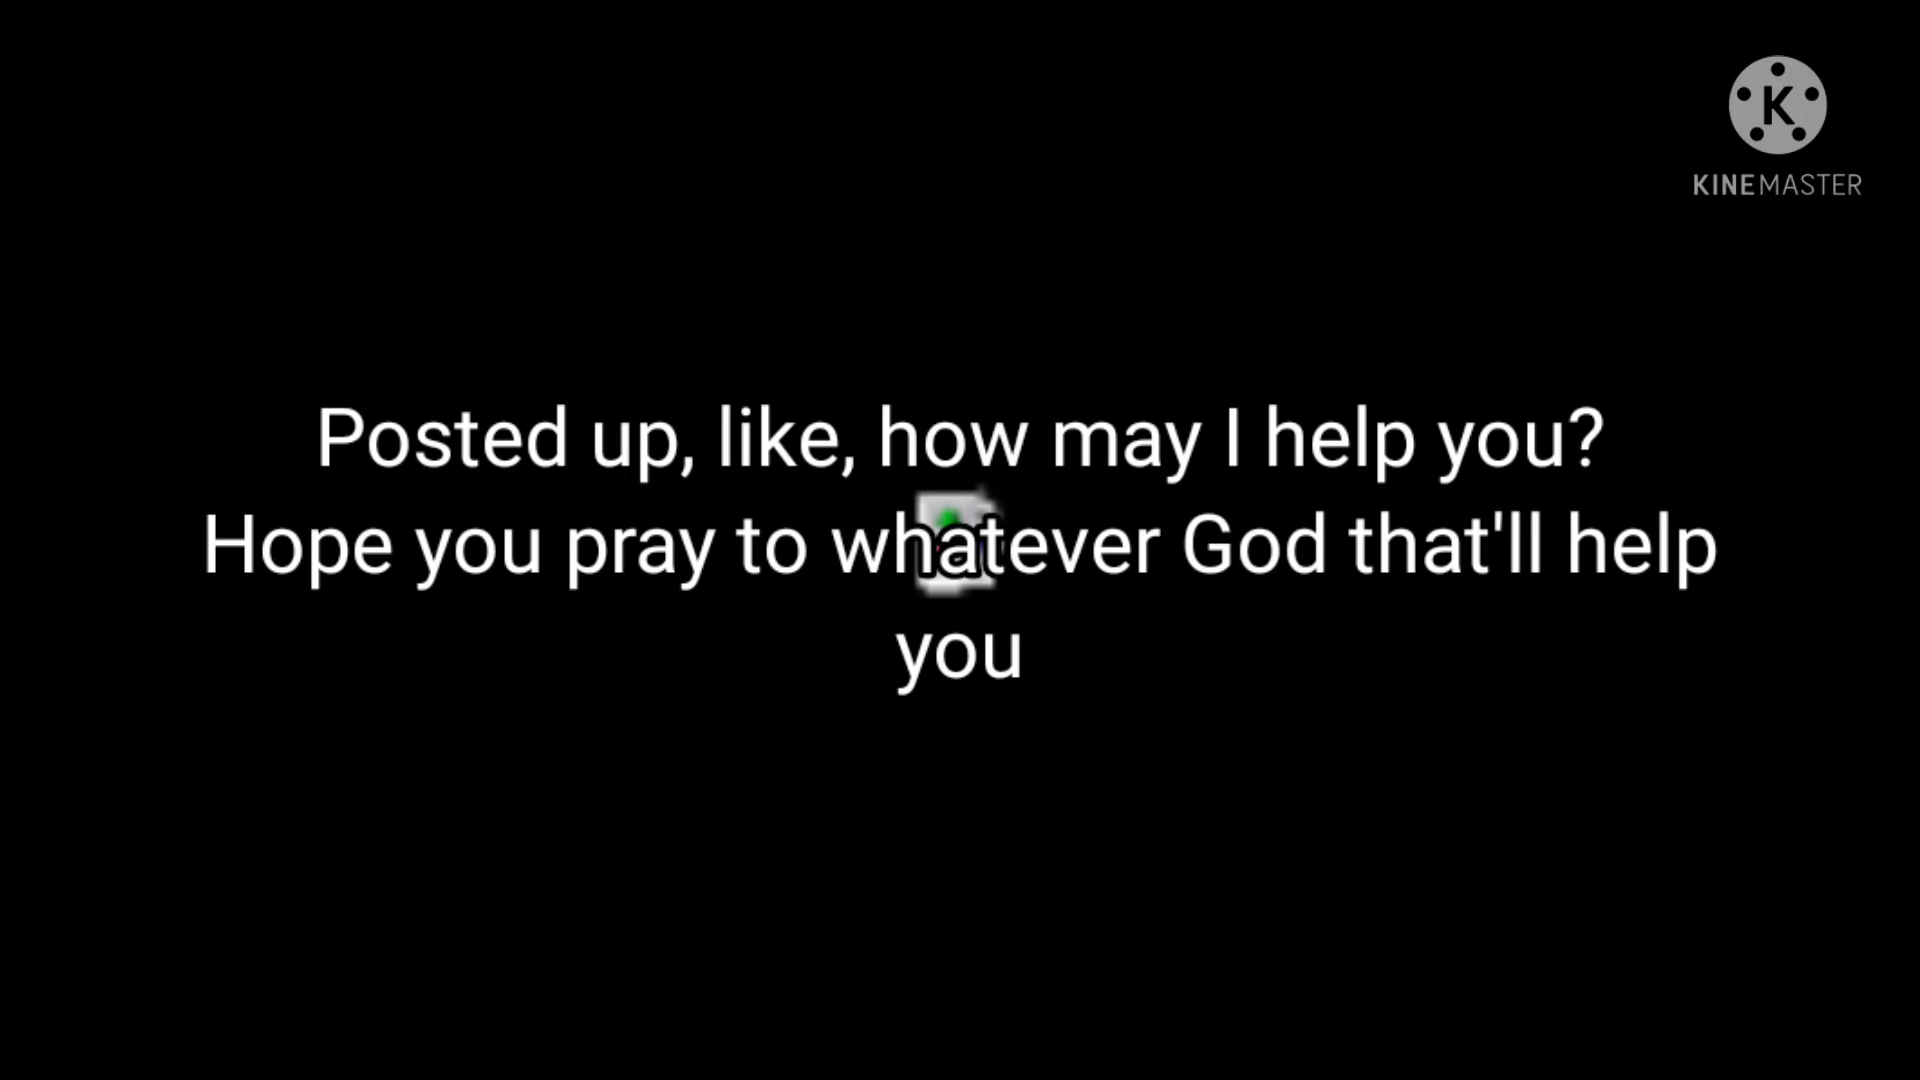 K
KINEMASTER
Posted up, like, how may I help you?
Hope you pray to whatever God that'll help
you